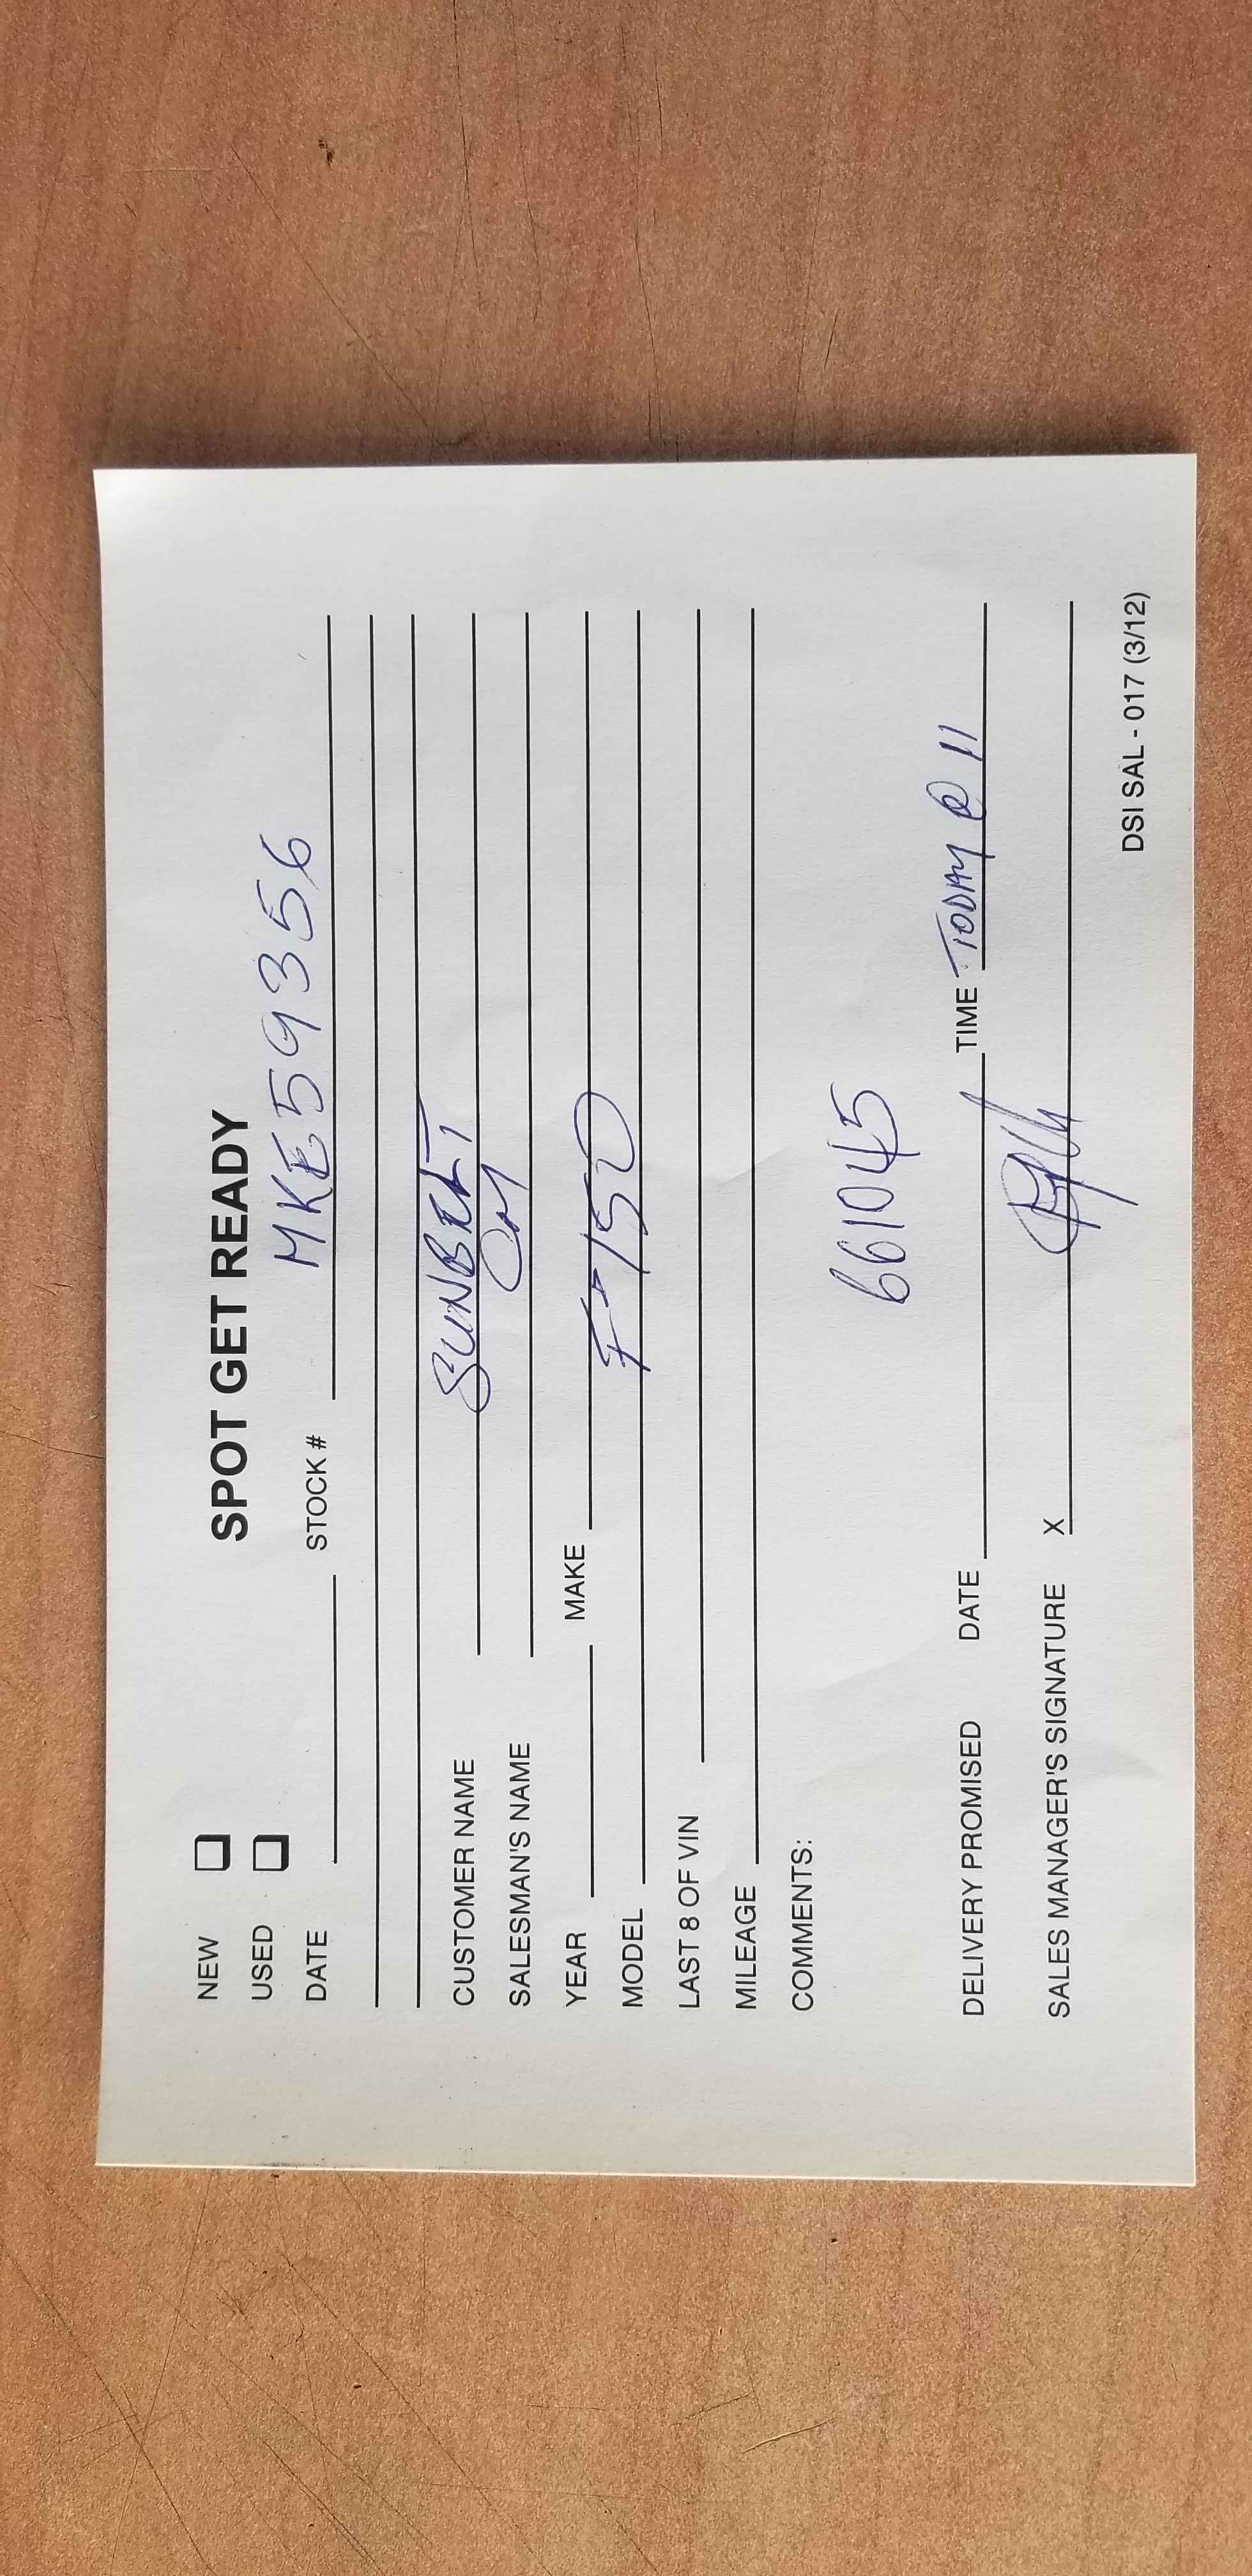 SPOT GET READY
NEW
USED
DATE STOCK # MKE59356
CUSTOMER NAME SUNBELT
SALESMAN'S NAME
YEAR MAKE
MODEL F-150
LAST 8 OF VIN
MILEAGE
COMMENTS:
661045
DELIVERY PROMISED DATE TIME TODAY @ 11
SALES MANAGER'S SIGNATURE X
DSI SAL - 017 (3/12)